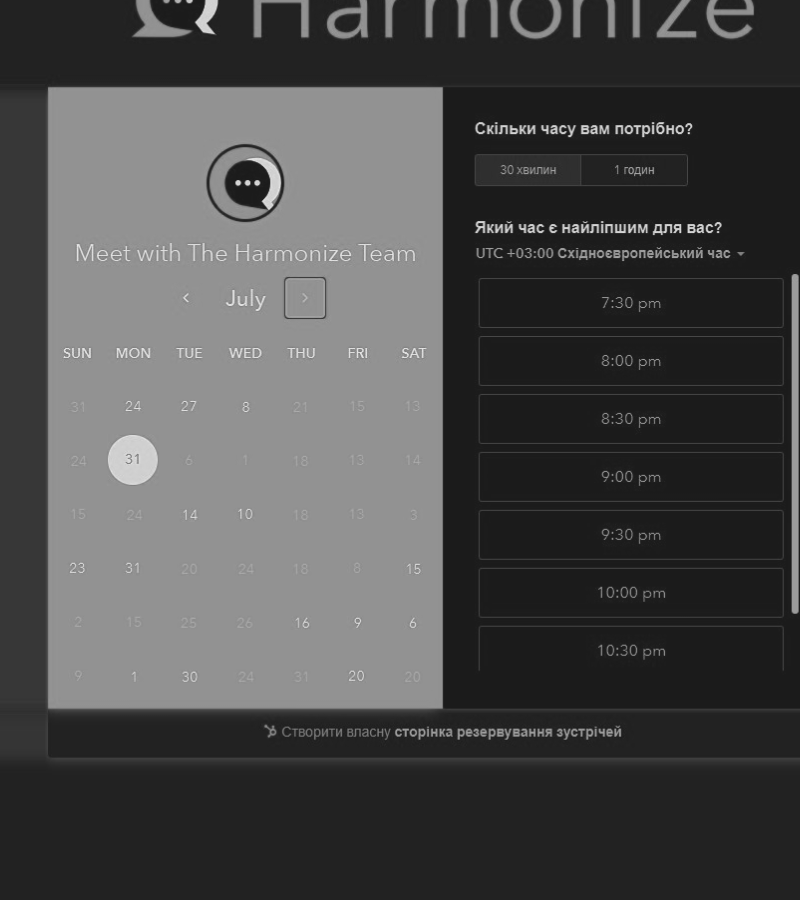 Harmonize
Meet with The Harmonize Team
July
SUN MON TUE WED THU FRI SAT
31 24 27 8 21 15 13
24 31 6 1 18 13 14
15 24 14 10 18 13 3
23 31 20 24 18 8 15
2 15 25 26 16 9 6
9 1 30 24 31 20 20
Скільки часу вам потрібно?
30 хвилин 1 годин
Який час є найліпшим для вас?
UTC +03:00 Східноєвропейський час
7:30 pm
8:00 pm
8:30 pm
9:00 pm
9:30 pm
10:00 pm
10:30 pm
Створити власну сторінка резервування зустрічей